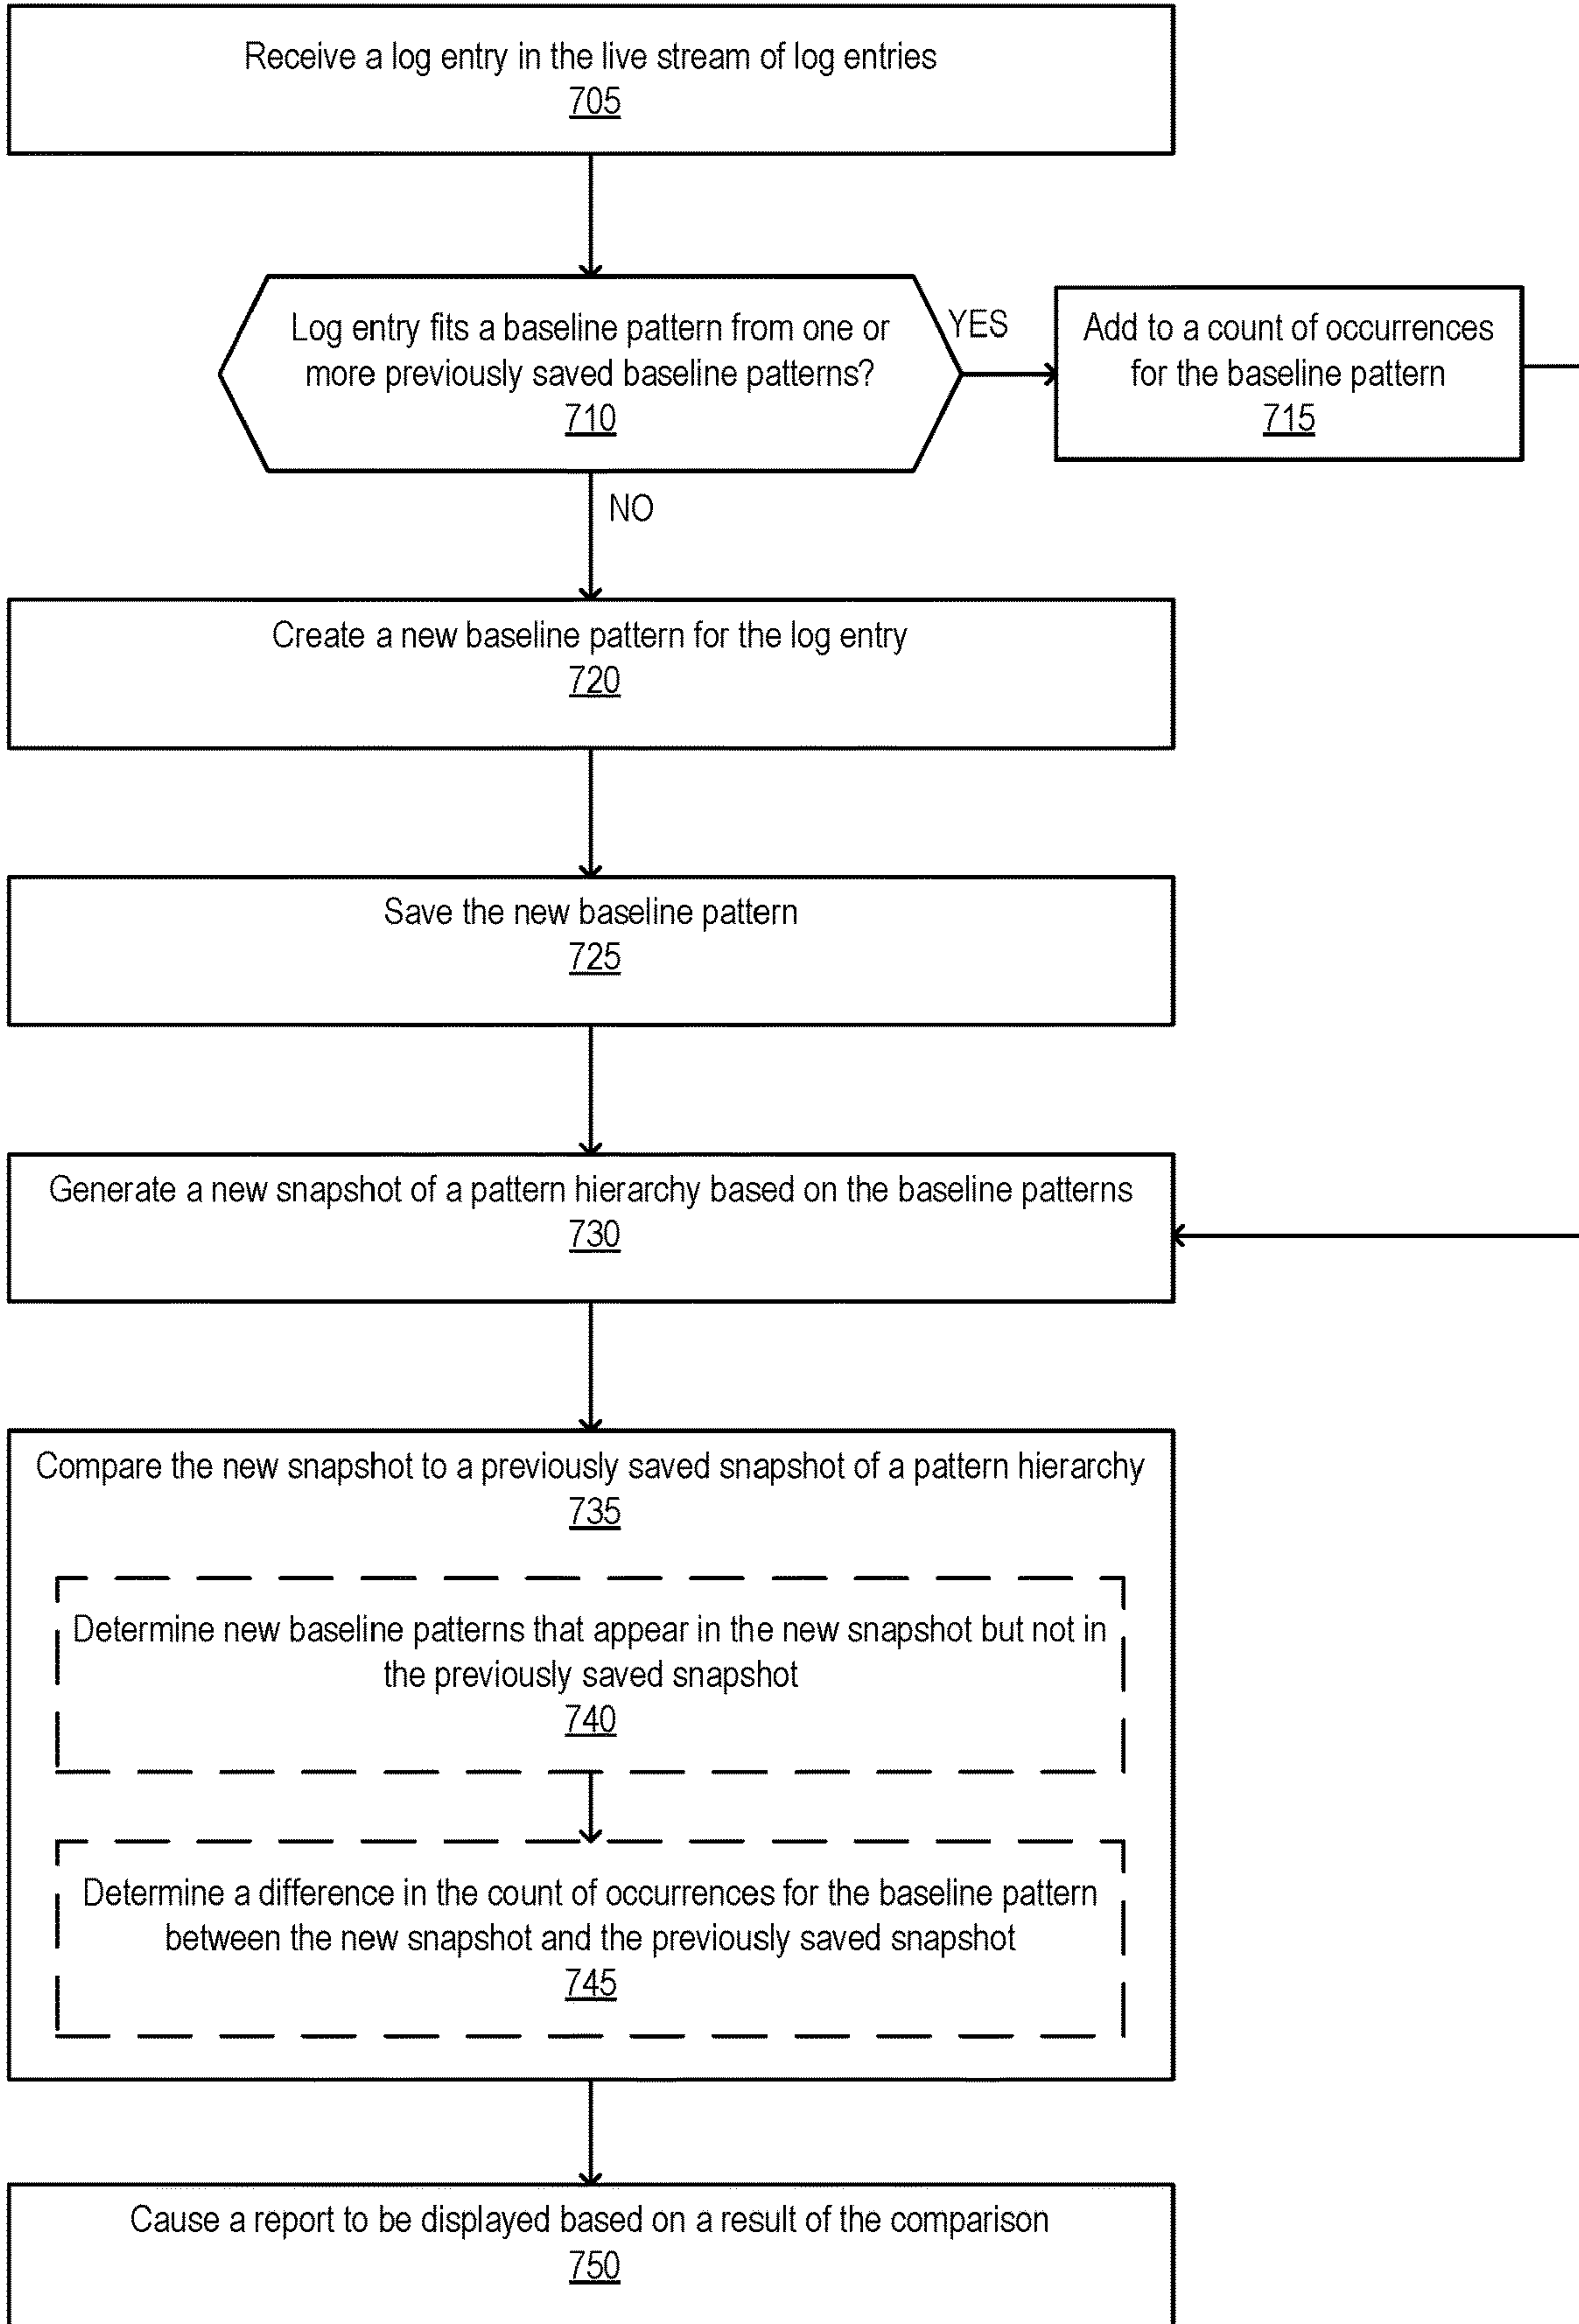 Receive a log entry in the live stream of log entries
705
Log entry fits a baseline pattern from one or
more previously saved baseline patterns?
710
YES
Add to a count of occurrences
for the baseline pattern
715
NO
Create a new baseline pattern for the log entry
720
Save the new baseline pattern
725
Generate a new snapshot of a pattern hierarchy based on the baseline patterns
730
Compare the new snapshot to a previously saved snapshot of a pattern hierarchy
735
Determine new baseline patterns that appear in the new snapshot but not in
the previously saved snapshot
740
Determine a difference in the count of occurrences for the baseline pattern
between the new snapshot and the previously saved snapshot
745
Cause a report to be displayed based on a result of the comparison
750